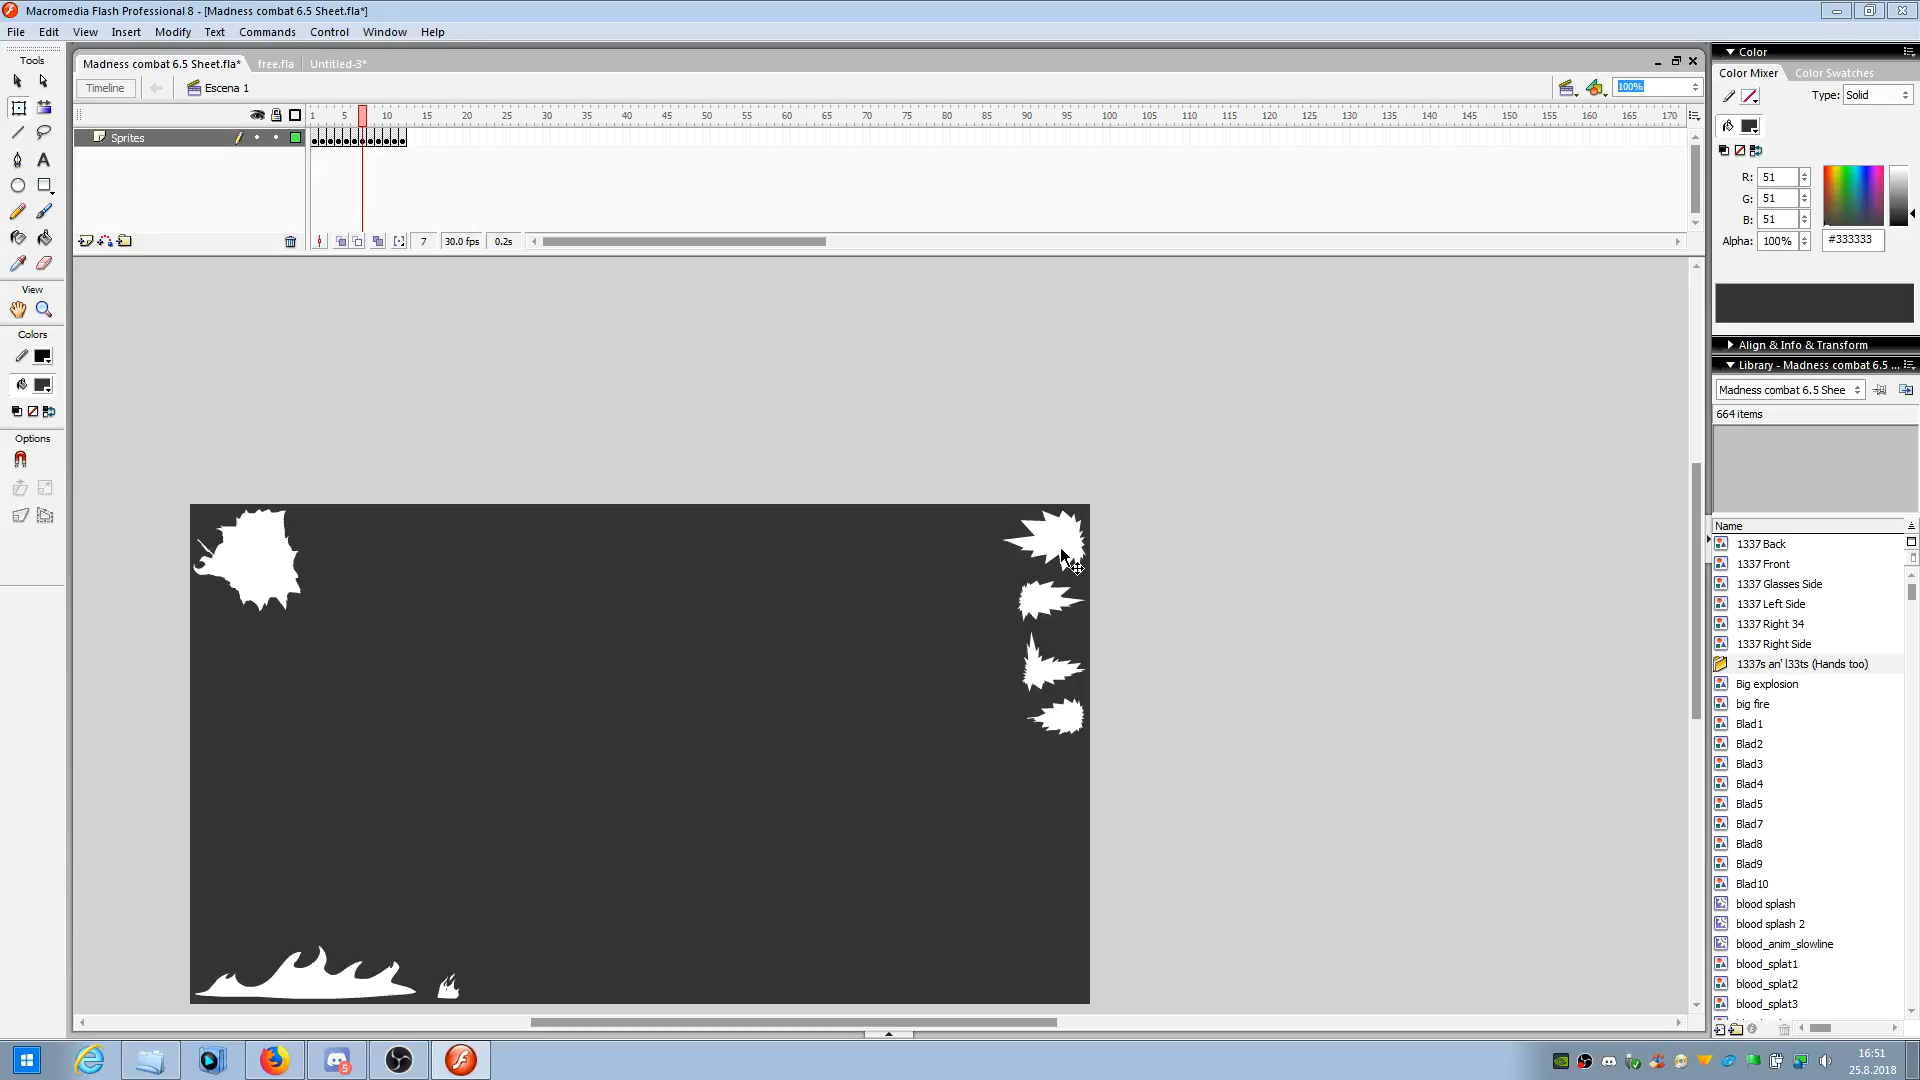 Macromedia Flash Professional 8 - [Madness combat 6.5 Sheet.fla*]
File Edit View Insert Modify Text Commands Control Window Help
Tools
Madness combat 6.5 Sheet.fla* free.fla Untitled-3*
Timeline Escena 1 100%
1 5 10 15 20 25 30 35 40 45 50 55 60 65 70 75 80 85 90 95 100 105 110 115 120 125 130 135 140 145 150 155 160 165 170
Sprites
7 30.0 fps 0.2s
View
Colors
Options
Color
Color Mixer Color Swatches
Type: Solid
R: 51
G: 51
B: 51
Alpha: 100% #333333
Align & Info & Transform
Library - Madness combat 6.5 ...
Madness combat 6.5 Shee
664 items
Name
1337 Back
1337 Front
1337 Glasses Side
1337 Left Side
1337 Right 34
1337 Right Side
1337s an' l33ts (Hands too)
Big explosion
big fire
Blad1
Blad2
Blad3
Blad4
Blad5
Blad7
Blad8
Blad9
Blad10
blood splash
blood splash 2
blood_anim_slowline
blood_splat1
blood_splat2
blood_splat3
5
16:51
25.8.2018